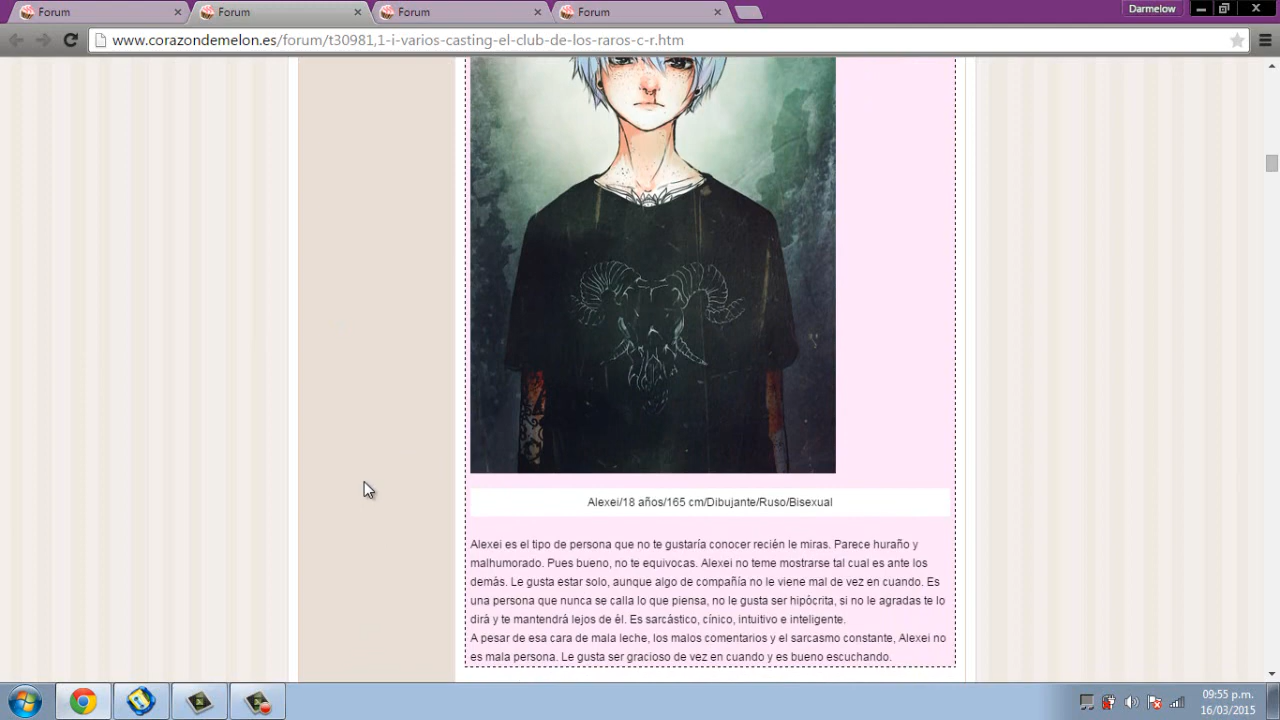 Forum
Forum
Forum
Forum
Darmelow
www.corazondemelon.es/forum/t30981,1-i-varios-casting-el-club-de-los-raros-c-r.htm
Alexei/18 años/165 cm/Dibujante/Ruso/Bisexual
Alexei es el tipo de persona que no te gustaría conocer recién le miras. Parece huraño y
malhumorado. Pues bueno, no te equivocas. Alexei no teme mostrarse tal cual es ante los
demás. Le gusta estar solo, aunque algo de compañía no le viene mal de vez en cuando. Es
una persona que nunca se calla lo que piensa, no le gusta ser hipócrita, si no le agradas te lo
dirá y te mantendrá lejos de él. Es sarcástico, cínico, intuitivo e inteligente.
A pesar de esa cara de mala leche, los malos comentarios y el sarcasmo constante, Alexei no
es mala persona. Le gusta ser gracioso de vez en cuando y es bueno escuchando.
09:55 p.m.
16/03/2015